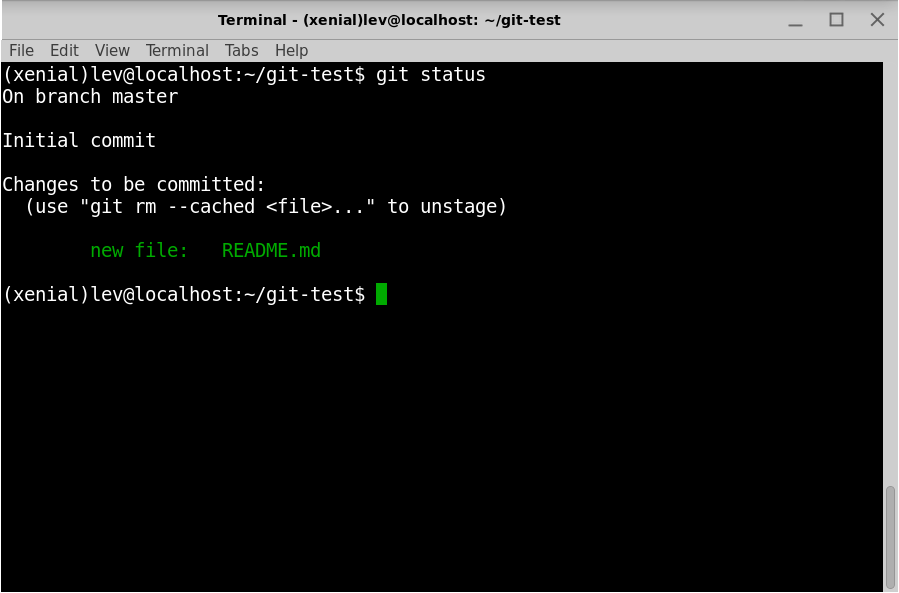 Terminal - (xenial)lev@localhost: ~/git-test
File Edit View Terminal Tabs Help
(xenial)lev@localhost:~/git-test$ git status
On branch master
Initial commit
Changes to be committed:
  (use "git rm --cached <file>..." to unstage)
        new file:   README.md
(xenial)lev@localhost:~/git-test$